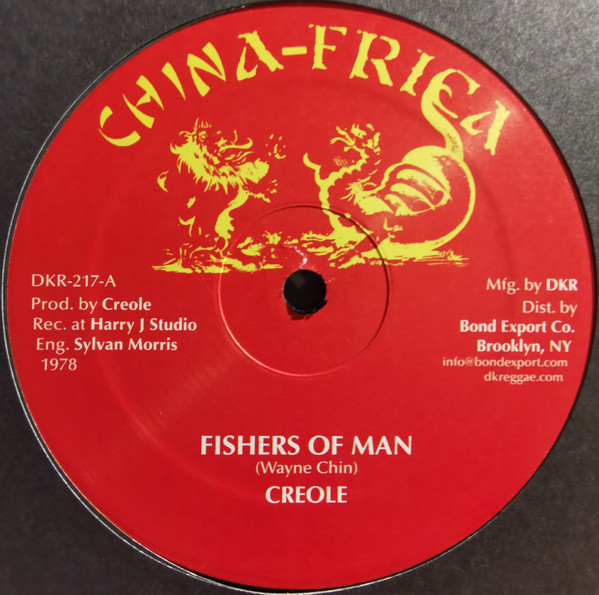 CHINA-FRICA
DKR-217-A
Prod. by Creole
Rec. at Harry J Studio
Eng. Sylvan Morris
1978
Mfg. by DKR
Dist. by
Bond Export Co.
Brooklyn, NY
info@bondexport.com
dkreggae.com
FISHERS OF MAN
(Wayne Chin)
CREOLE